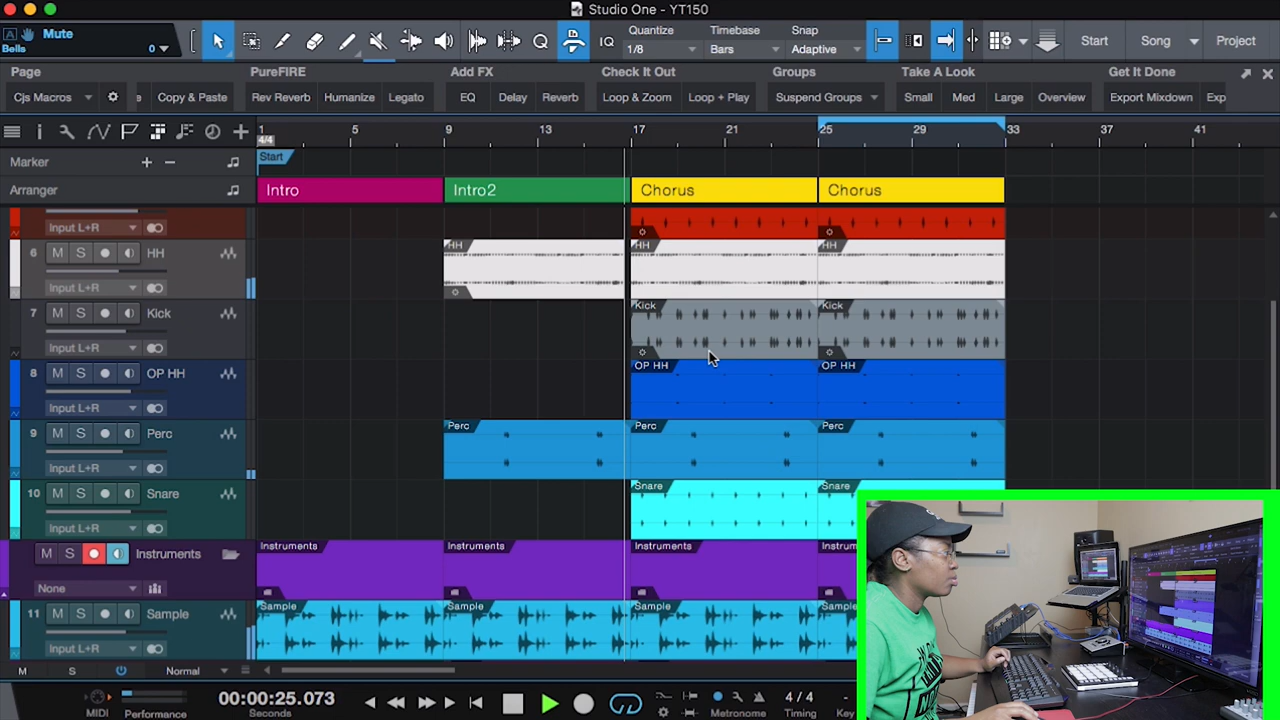 Studio One - YT150
Mute
Bells
0
IQ
Quantize
1/8
Timebase
Bars
Snap
Adaptive
Start
Song
Project
Page
PureFIRE
Add FX
Check It Out
Groups
Take A Look
Get It Done
Cjs Macros
Copy & Paste
Rev Reverb
Humanize
Legato
EQ
Delay
Reverb
Loop & Zoom
Loop + Play
Suspend Groups
Small
Med
Large
Overview
Export Mixdown
Exp
1
5
9
13
17
21
25
29
33
37
41
4/4
Marker
Start
Arranger
Intro
Intro2
Chorus
Chorus
Input L+R
6
M
S
HH
HH
HH
HH
Input L+R
7
M
S
Kick
Kick
Kick
Input L+R
8
M
S
OP HH
OP HH
OP HH
Input L+R
9
M
S
Perc
Perc
Perc
Perc
Input L+R
10
M
S
Snare
Snare
Snare
Input L+R
M
S
Instruments
Instruments
Instruments
Instruments
Instrum
None
11
M
S
Sample
Sample
Sample
Sample
Sample
Input L+R
M
S
Normal
MIDI
Performance
00:00:25.073
Seconds
Metronome
4 / 4
Timing
-
Key